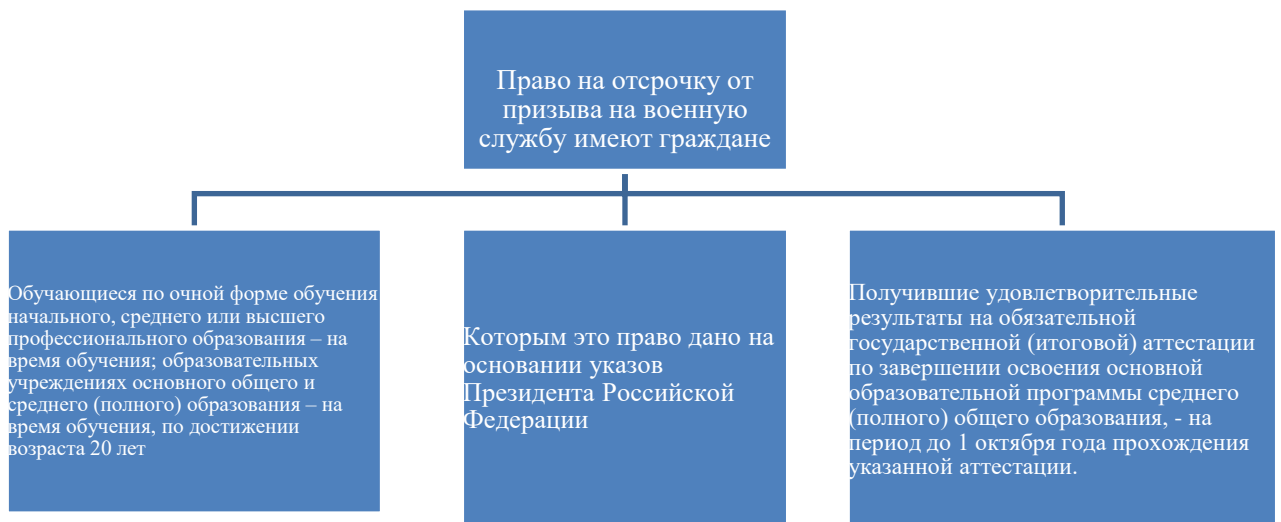 Право на отсрочку от
призыва на военную
службу имеют граждане
Обучающиеся по очной форме обучения
начального, среднего или высшего
профессионального образования – на
время обучения; образовательных
учреждениях основного общего и
среднего (полного) образования – на
время обучения, по достижении
возраста 20 лет
Которым это право дано на
основании указов
Президента Российской
Федерации
Получившие удовлетворительные
результаты на обязательной
государственной (итоговой) аттестации
по завершении освоения основной
образовательной программы среднего
(полного) общего образования, - на
период до 1 октября года прохождения
указанной аттестации.